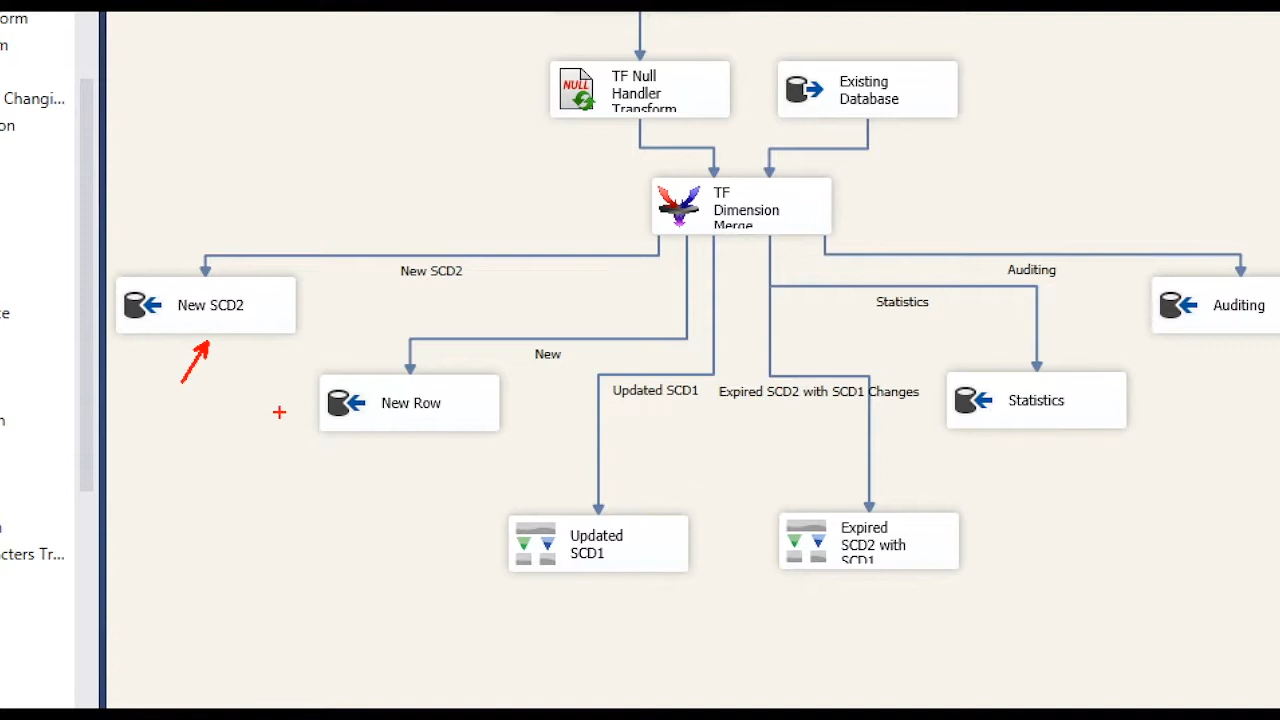 orm
m
Changi...
on
e
n
cters Tr...
NULL
TF Null
Handler
Transform
Existing
Database
TF
Dimension
Merge
New SCD2
Auditing
Statistics
New SCD2
Auditing
New
Updated SCD1
Expired SCD2 with SCD1 Changes
New Row
Statistics
Updated
SCD1
Expired
SCD2 with
SCD1